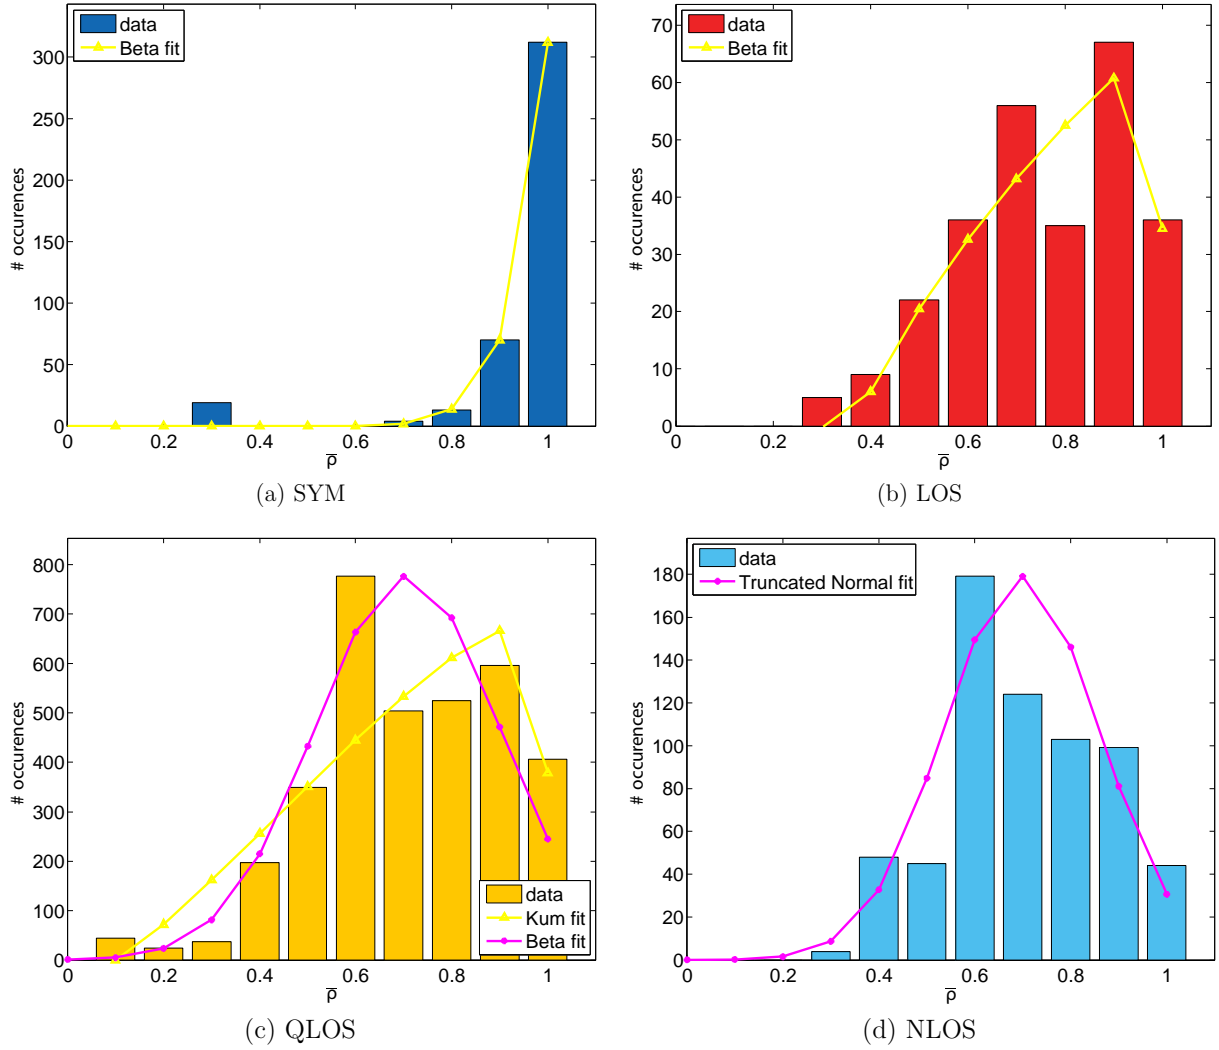 data
Beta fit
300
250
200
150
100
50
0
# occurences
0 0.2 0.4 0.6 0.8 1
ρ̅
(a) SYM
data
Beta fit
70
60
50
40
30
20
10
0
# occurences
0 0.2 0.4 0.6 0.8 1
ρ̅
(b) LOS
800
700
600
500
400
300
200
100
0
# occurences
data
Kum fit
Beta fit
0 0.2 0.4 0.6 0.8 1
ρ̅
(c) QLOS
data
Truncated Normal fit
180
160
140
120
100
80
60
40
20
0
# occurences
0 0.2 0.4 0.6 0.8 1
ρ̅
(d) NLOS